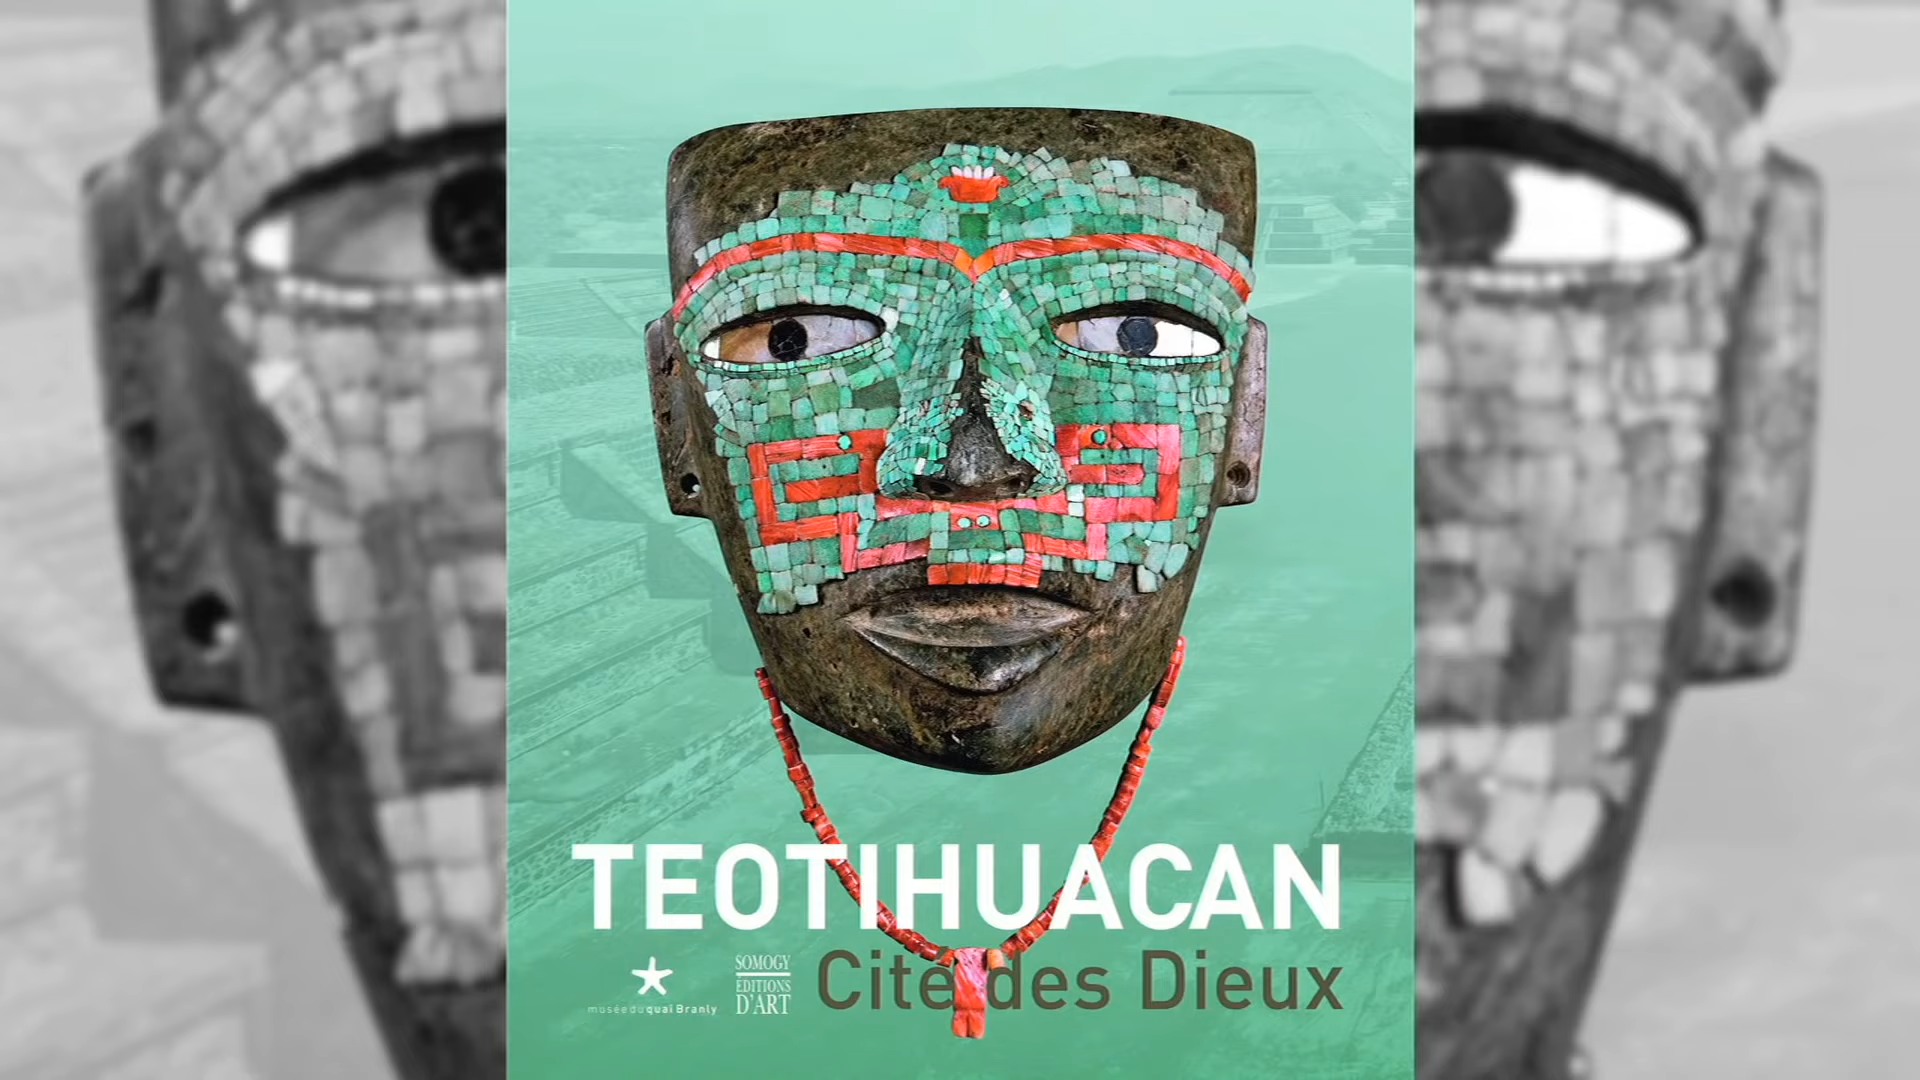 TEOTIHUACAN
Cité des Dieux
musée du quai Branly
SOMOGY
ÉDITIONS
D'ART